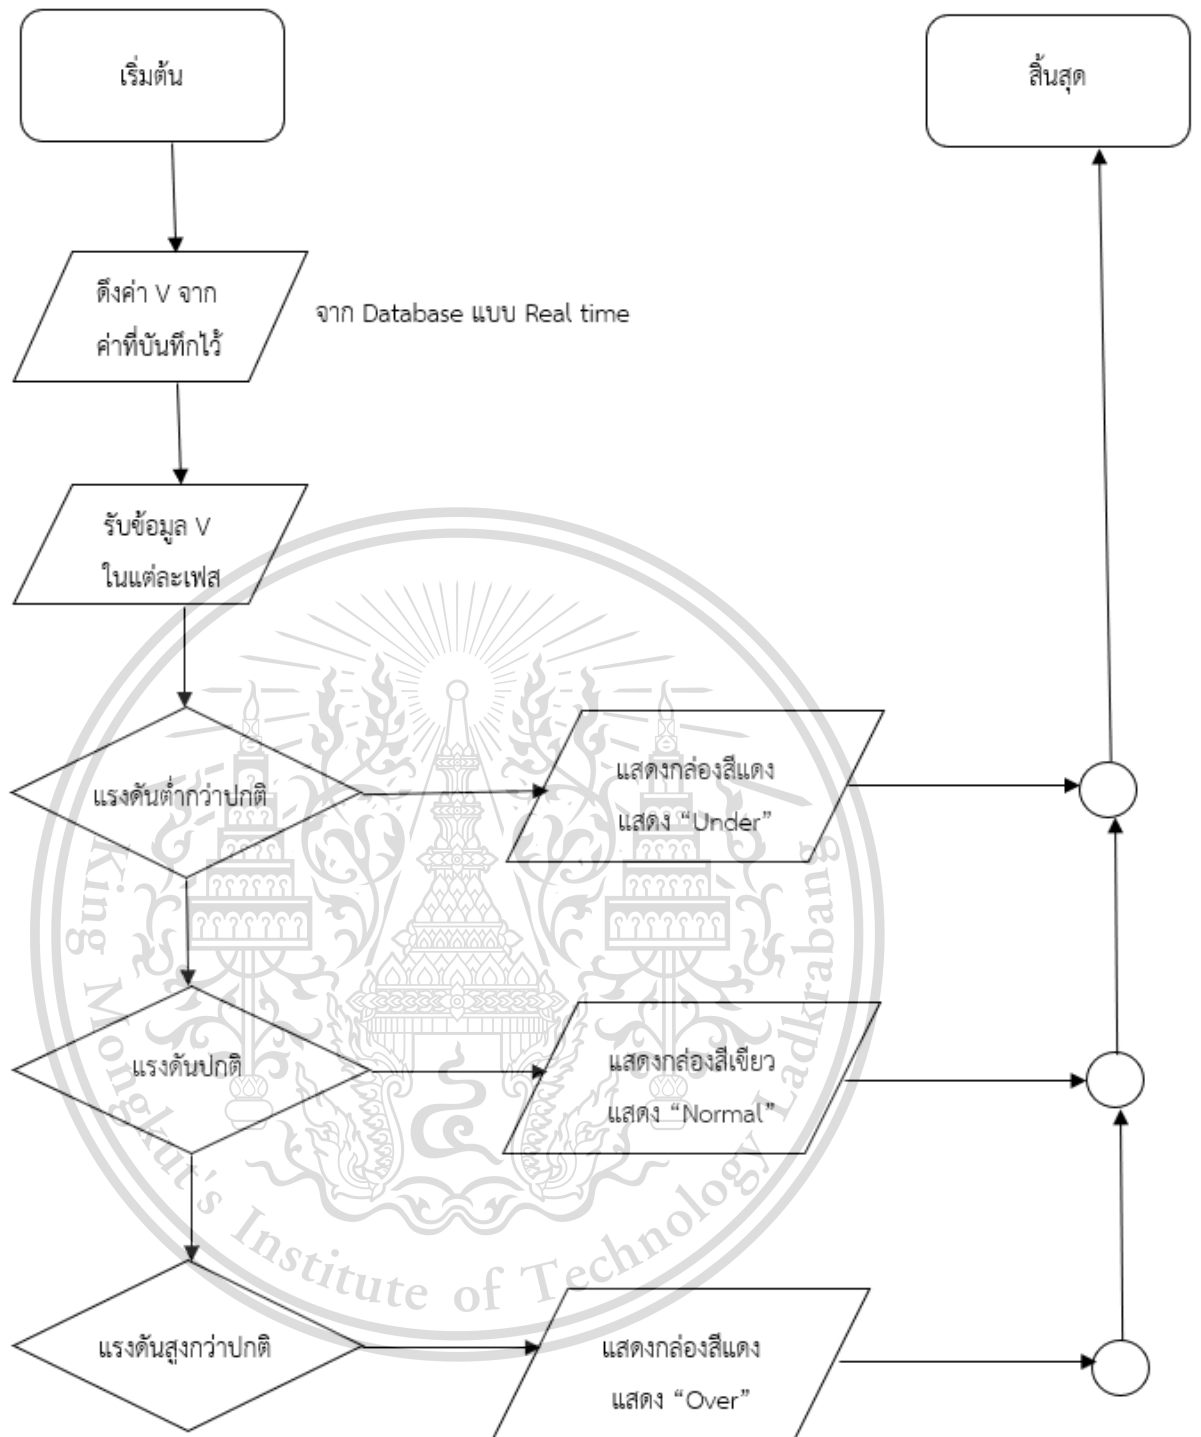 เริ่มต้น
สิ้นสุด
ดึงค่า V จาก
ค่าที่บันทึกไว้
จาก Database แบบ Real time
รับข้อมูล V
ในแต่ละเฟส
แรงดันต่ำกว่าปกติ
แสดงกล่องสีแดง
แสดง “Under”
แรงดันปกติ
แสดงกล่องสีเขียว
แสดง “Normal”
แรงดันสูงกว่าปกติ
แสดงกล่องสีแดง
แสดง “Over”
King Mongkut's Institute of Technology Ladkrabang